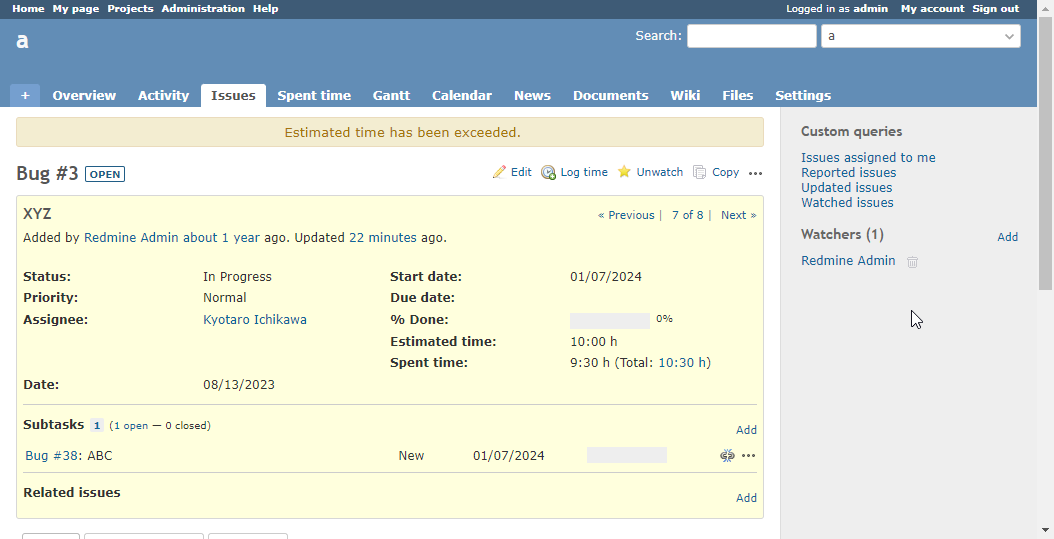 Home My page Projects Administration Help Logged in as admin My account Sign out
a Search: a
+ Overview Activity Issues Spent time Gantt Calendar News Documents Wiki Files Settings
Estimated time has been exceeded.
Bug #3 OPEN Edit Log time Unwatch Copy •••
XYZ « Previous | 7 of 8 | Next »
Added by Redmine Admin about 1 year ago. Updated 22 minutes ago.
Status: In Progress Start date: 01/07/2024
Priority: Normal Due date:
Assignee: Kyotaro Ichikawa % Done: 0%
Estimated time: 10:00 h
Spent time: 9:30 h (Total: 10:30 h)
Date: 08/13/2023
Subtasks 1 (1 open — 0 closed) Add
Bug #38: ABC New 01/07/2024 •••
Related issues Add
Custom queries
Issues assigned to me
Reported issues
Updated issues
Watched issues
Watchers (1) Add
Redmine Admin